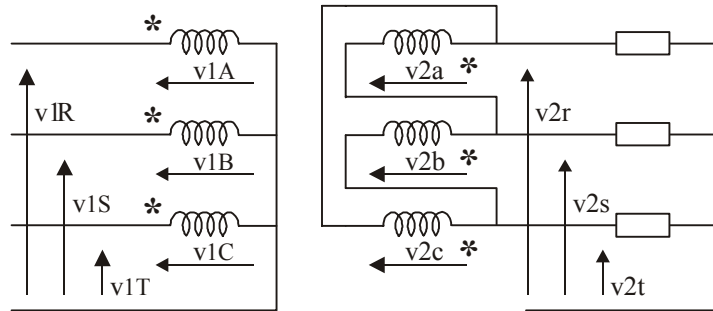 *
v1A
v2a *
v1R
*
v2r
v1B
v2b *
v1S
*
v2s
v1C
v2c *
v1T
v2t